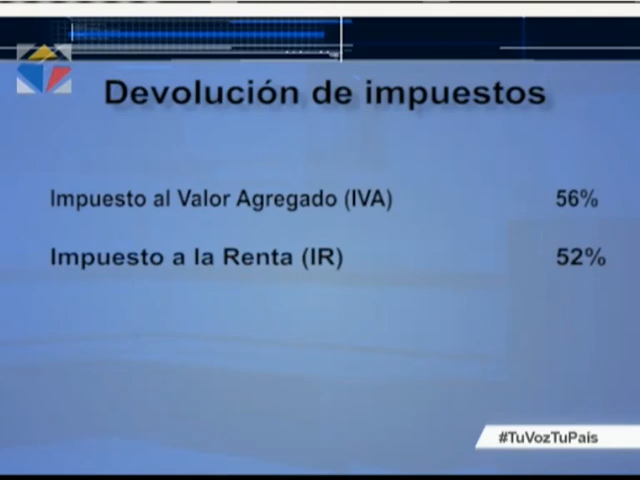 Devolución de impuestos
Impuesto al Valor Agregado (IVA) 56%
Impuesto a la Renta (IR) 52%
#TuVozTuPaís